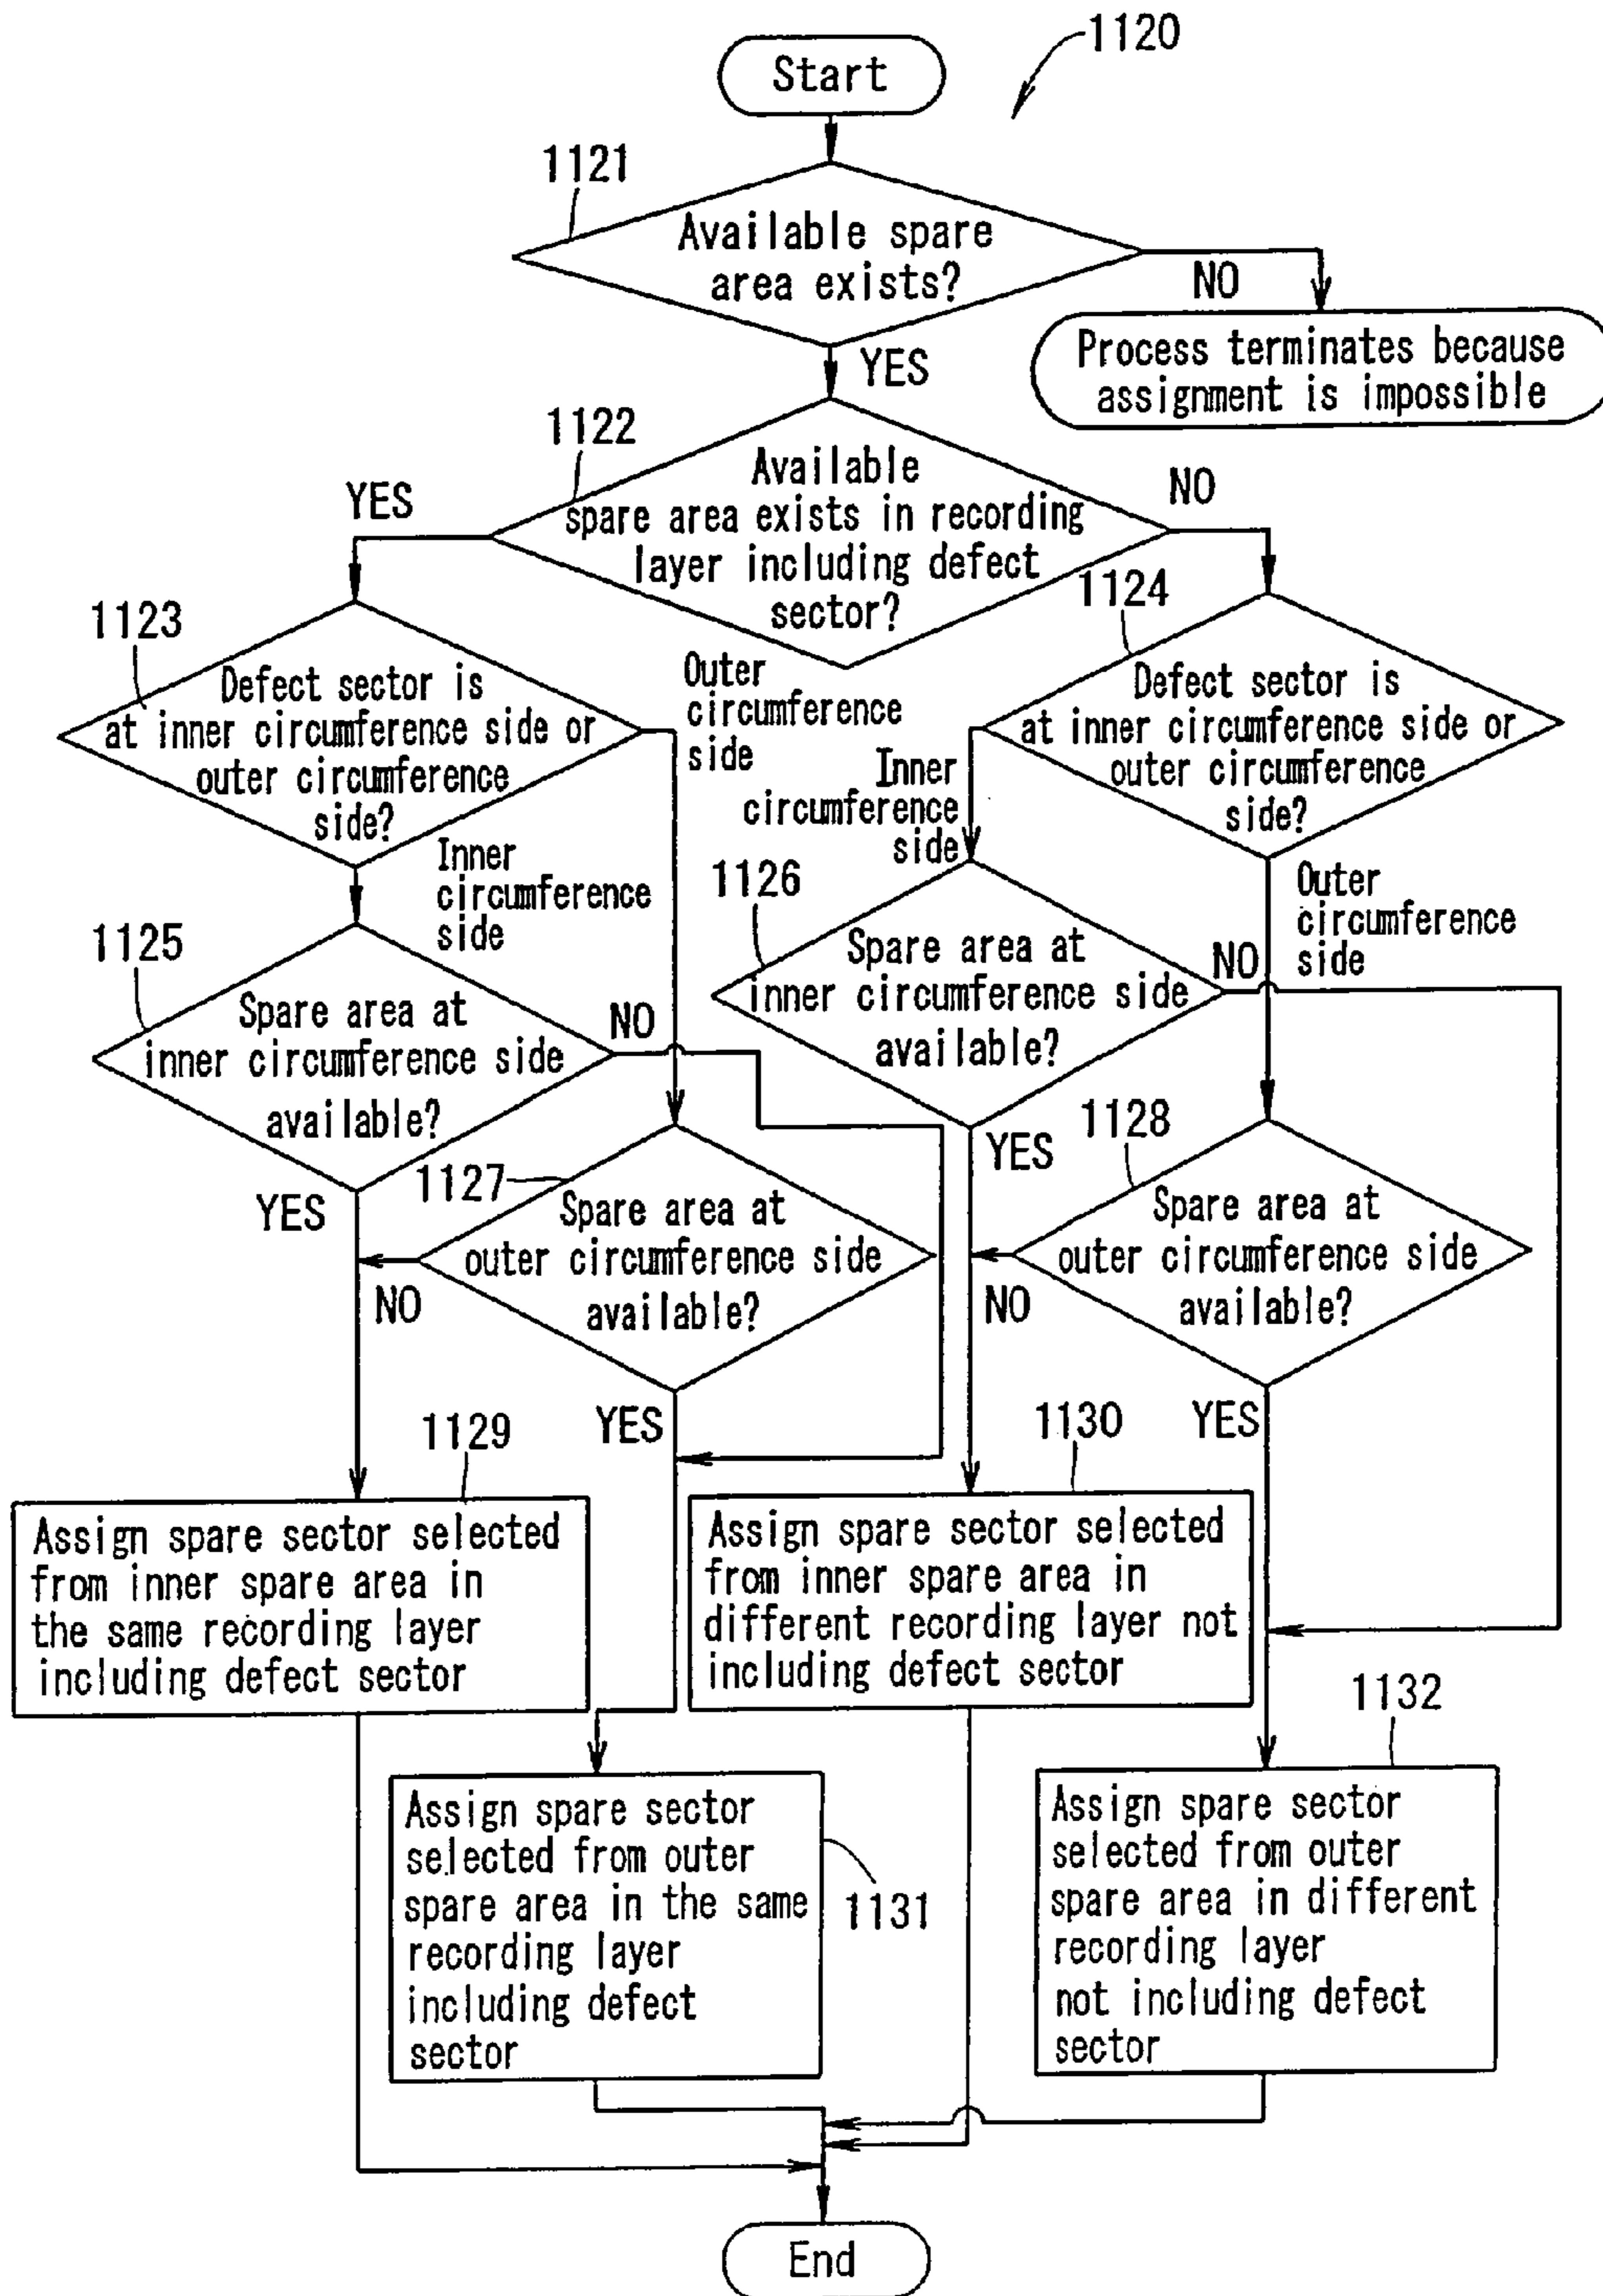 1120
Start
1121
Available spare
area exists?
NO
Process terminates because
assignment is impossible
YES
1122
Available
spare area exists in recording
layer including defect
sector?
YES
NO
1123
Defect sector is
at inner circumference side or
outer circumference
side?
Outer
circumference
side
Inner
circumference
side
1124
Defect sector is
at inner circumference side or
outer circumference
side?
Inner
circumference
side
Outer
circumference
side
1125
Spare area at
inner circumference side
available?
NO
YES
1126
Spare area at
inner circumference side
available?
NO
YES
1127
Spare area at
outer circumference side
available?
NO
YES
1128
Spare area at
outer circumference side
available?
NO
YES
1129
Assign spare sector selected
from inner spare area in
the same recording layer
including defect sector
1130
Assign spare sector selected
from inner spare area in
different recording layer not
including defect sector
1131
Assign spare sector
selected from outer
spare area in the same
recording layer
including defect
sector
1132
Assign spare sector
selected from outer
spare area in different
recording layer
not including defect
sector
End